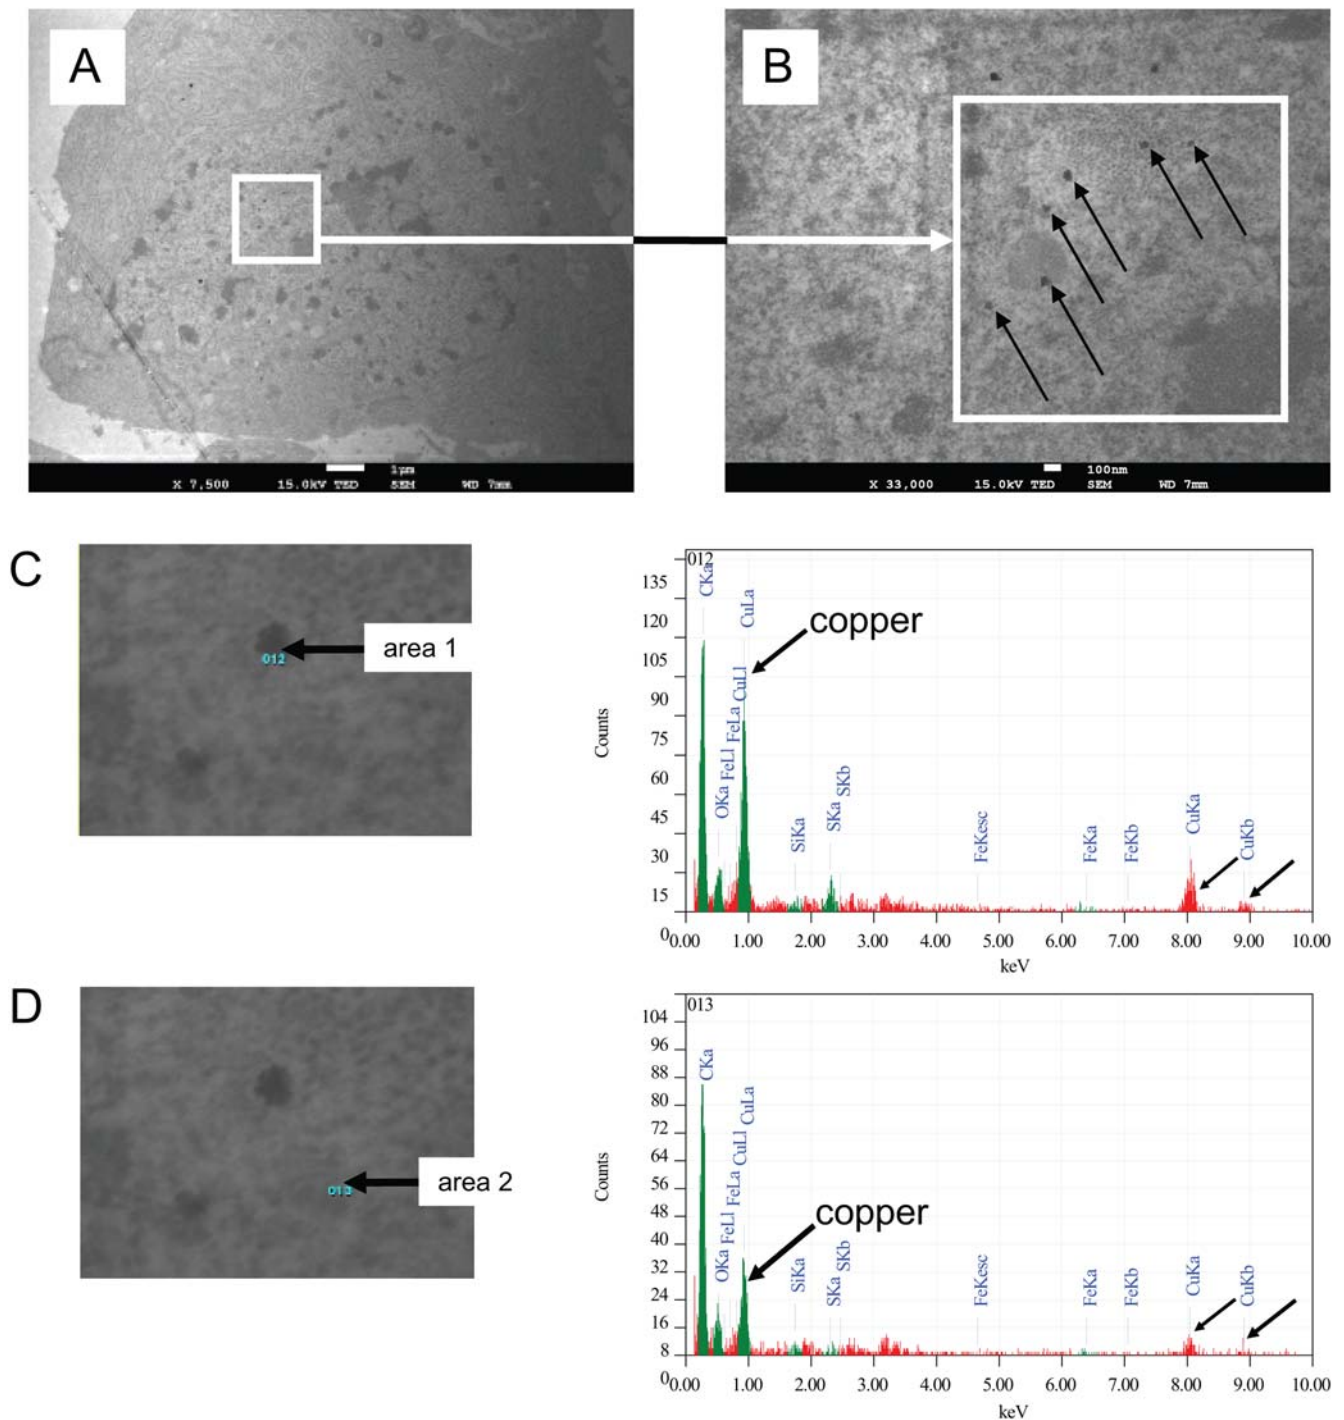 A
B
1µm
X 7,500 15.0kV TED SEM WD 7mm
100nm
X 33,000 15.0kV TED SEM WD 7mm
C
area 1
012
012
CKa
OKa
FeLl
FeLa
CuLl
CuLa
copper
SiKa
SKa
SKb
FeKesc
FeKa
FeKb
CuKa
CuKb
Counts
135
120
105
90
75
60
45
30
15
0
0.00 1.00 2.00 3.00 4.00 5.00 6.00 7.00 8.00 9.00 10.00
keV
D
area 2
013
013
CKa
OKa
FeLl
FeLa
CuLl
CuLa
copper
SiKa
SKa
SKb
FeKesc
FeKa
FeKb
CuKa
CuKb
Counts
104
96
88
80
72
64
56
48
40
32
24
16
8
0
0.00 1.00 2.00 3.00 4.00 5.00 6.00 7.00 8.00 9.00 10.00
keV